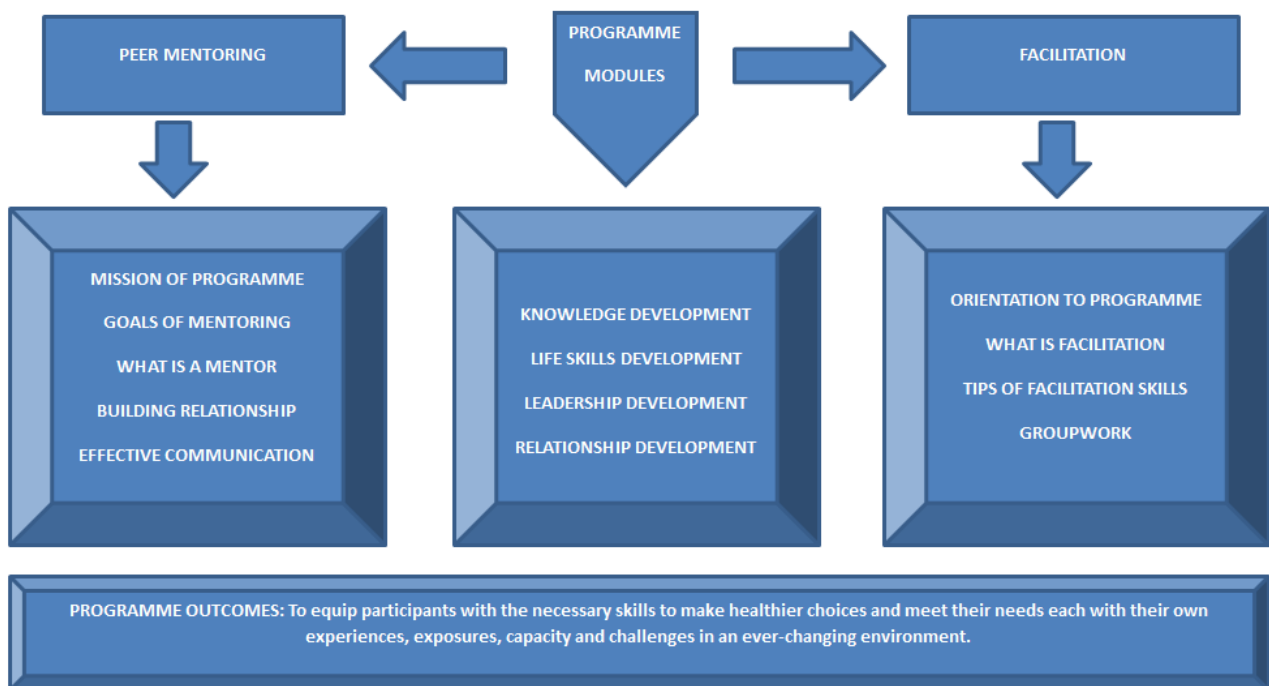 PEER MENTORING
PROGRAMME
MODULES
FACILITATION
MISSION OF PROGRAMME
GOALS OF MENTORING
WHAT IS A MENTOR
BUILDING RELATIONSHIP
EFFECTIVE COMMUNICATION
KNOWLEDGE DEVELOPMENT
LIFE SKILLS DEVELOPMENT
LEADERSHIP DEVELOPMENT
RELATIONSHIP DEVELOPMENT
ORIENTATION TO PROGRAMME
WHAT IS FACILITATION
TIPS OF FACILITATION SKILLS
GROUPWORK
PROGRAMME OUTCOMES: To equip participants with the necessary skills to make healthier choices and meet their needs each with their own
experiences, exposures, capacity and challenges in an ever-changing environment.